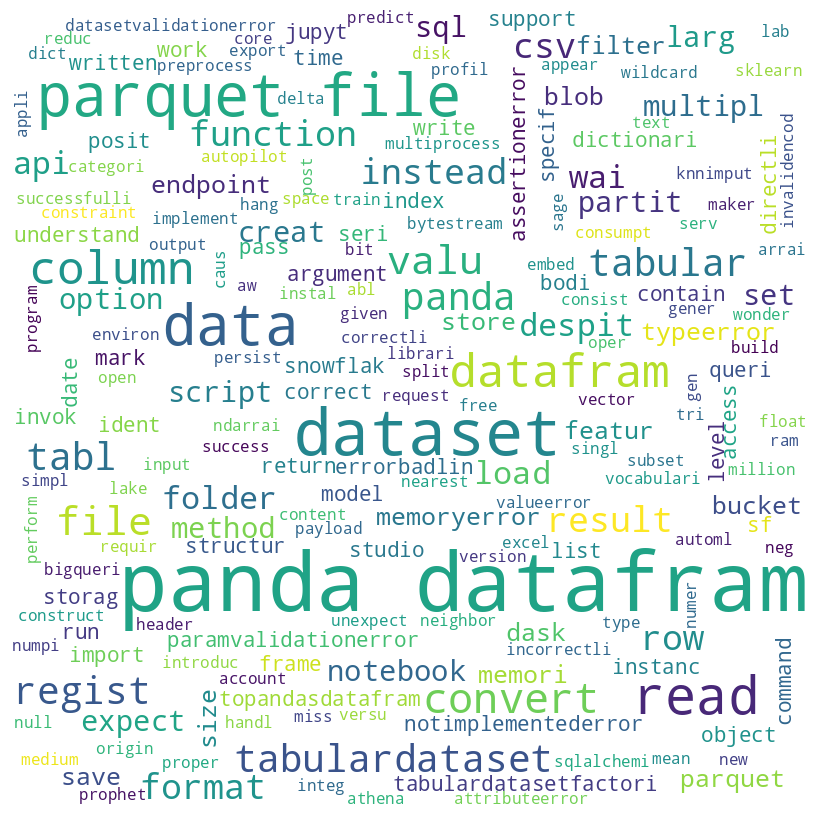 datasetvalidationerror
predict
support
reduc
core
jupyt
sql
csv
filter
larg
lab
dict
written
work
export
time
disk
appear
wildcard
sklearn
preprocess
profil
parquet file
delta
assertionerror
blob
multipl
appli
function
write
specif
text
posit
multiprocess
dictionari
api
categori
autopilot
post
instead
wai
knnimput
directli
invalidencod
successfulli
endpoint
space
train
index
partit
maker
constraint
hang
bytestream
sage
serv
understand
implement
creat
seri
consumpt
output
pass
valu
tabular
arrai
column
caus
bit
embed
bodi
argument
contain
set
program
option
aw
instal
abl
panda
consist
gener
wonder
data
given
store
despit
typeerror
environ
correctli
oper
build
mark
persist
librari
snowflak
datafram
queri
date
open
script
correct
split
request
vector
gen
level
access
invok
ident
ndarrai
dataset
free
featur
tri
float
success
singl
ram
tabl
input
returnerrorbadlin
load
subset
vocabulari
million
simpl
lake
folder
model
nearest
valueerror
bucket
file
content
payload
memoryerror
result
sf
perform
requir
method
structur
studio
version
excel
list
automl
neg
bigqueri
panda datafram
storag
construct
header
unexpect
neighbor
type
numer
numpi
run
paramvalidationerror
dask
incorrectli
row
import
introduc
frame
notebook
memori
instanc
command
regist
account
topandasdatafram
convert
read
null
expect
handl
size
miss
versu
notimplementederror
object
origin
tabulardataset
sqlalchemi
mean
new
medium
save
proper
format
integ
tabulardatasetfactori
parquet
prophet
athena
attributeerror